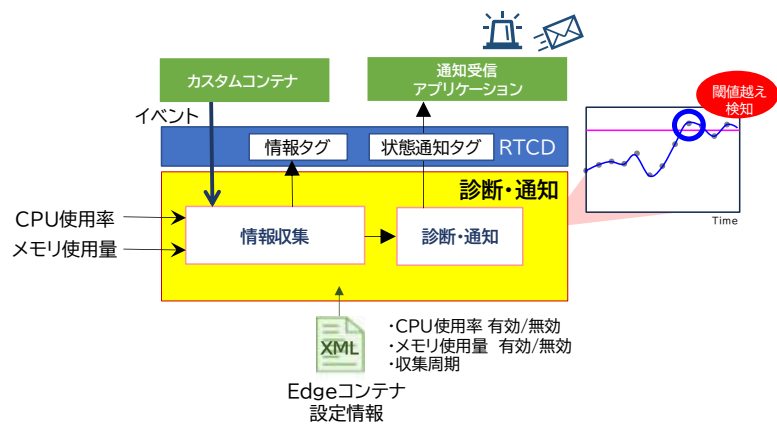 カスタムコンテナ
通知受信
アプリケーション
閾値越え
検知
イベント
情報タグ
状態通知タグ
RTCD
診断・通知
CPU使用率
メモリ使用量
情報収集
診断・通知
Time
XML
・CPU使用率 有効/無効
・メモリ使用量 有効/無効
・収集周期
Edgeコンテナ
設定情報